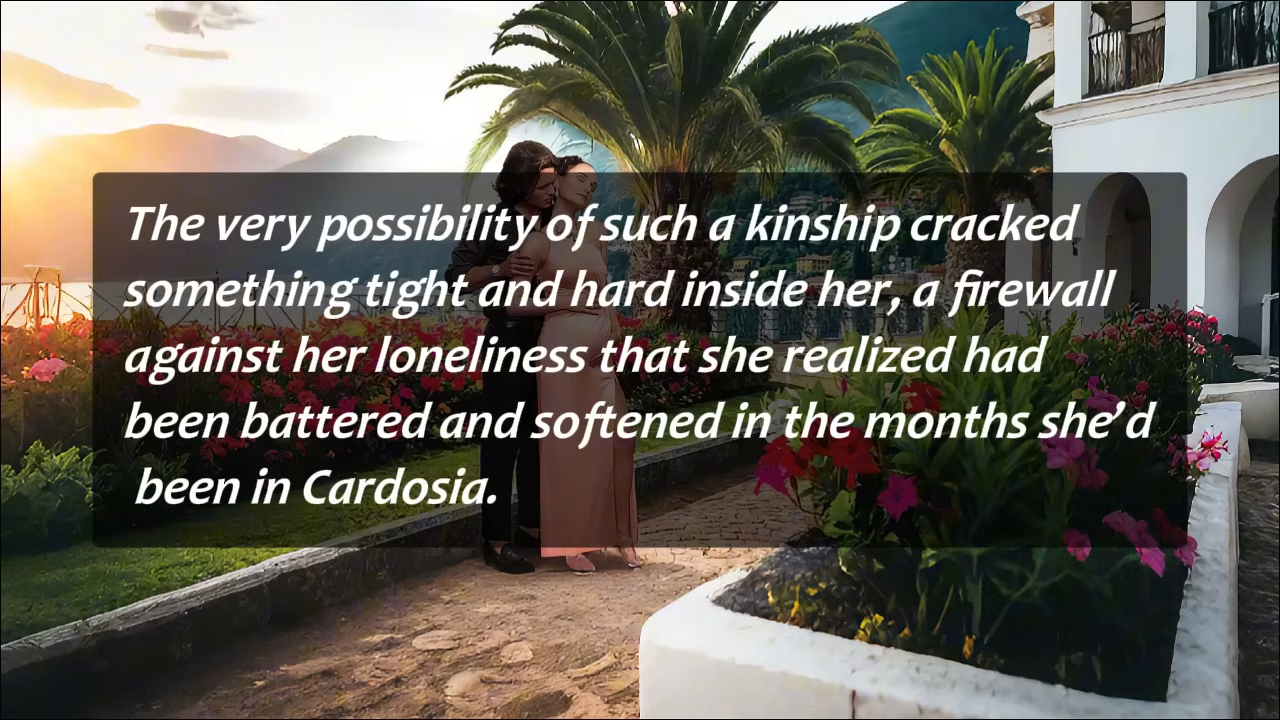 The very possibility of such a kinship cracked
something tight and hard inside her, a firewall
against her loneliness that she realized had
been battered and softened in the months she’d
been in Cardosia.